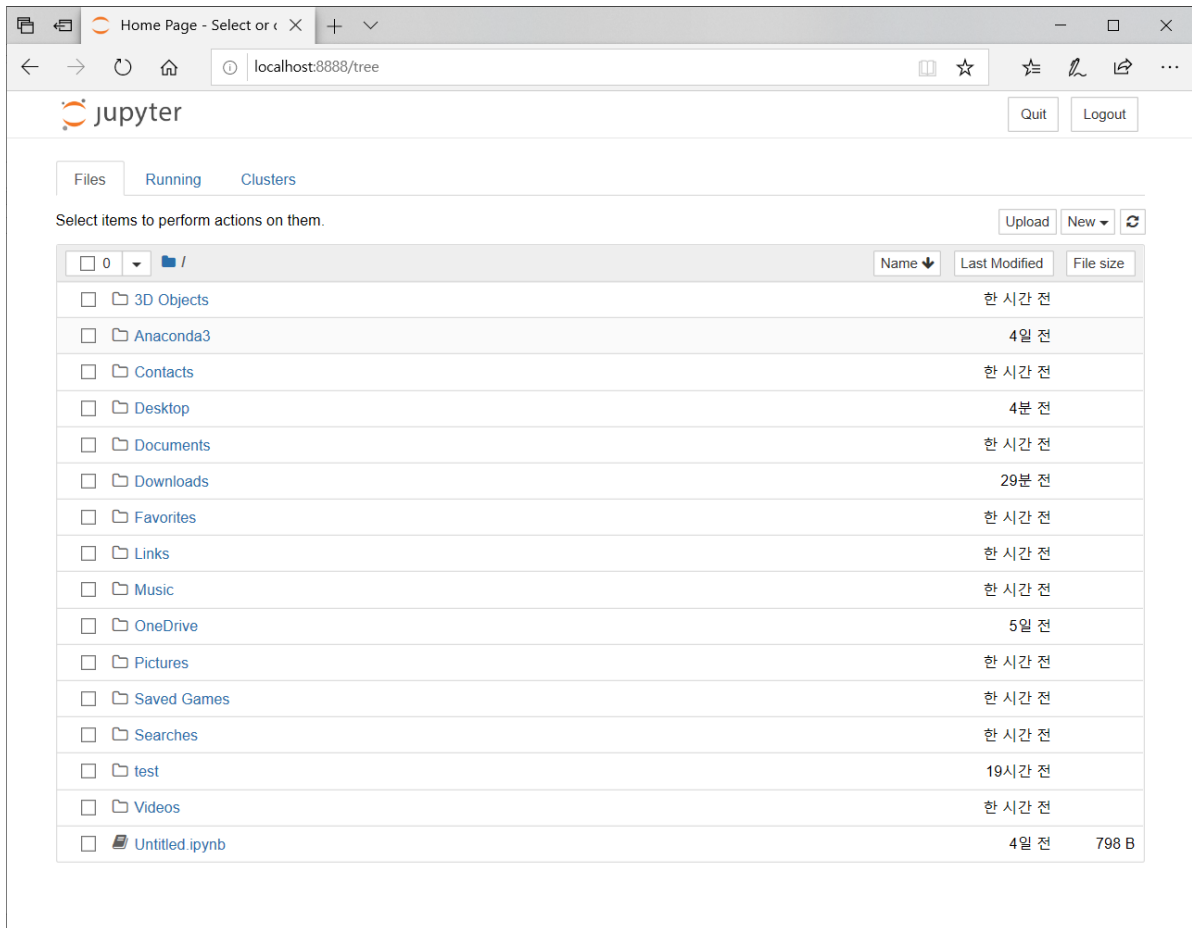 Home Page - Select or c
localhost:8888/tree
jupyter Quit Logout
Files Running Clusters
Select items to perform actions on them. Upload New
0 / Name Last Modified File size
3D Objects 한 시간 전
Anaconda3 4일 전
Contacts 한 시간 전
Desktop 4분 전
Documents 한 시간 전
Downloads 29분 전
Favorites 한 시간 전
Links 한 시간 전
Music 한 시간 전
OneDrive 5일 전
Pictures 한 시간 전
Saved Games 한 시간 전
Searches 한 시간 전
test 19시간 전
Videos 한 시간 전
Untitled.ipynb 4일 전 798 B